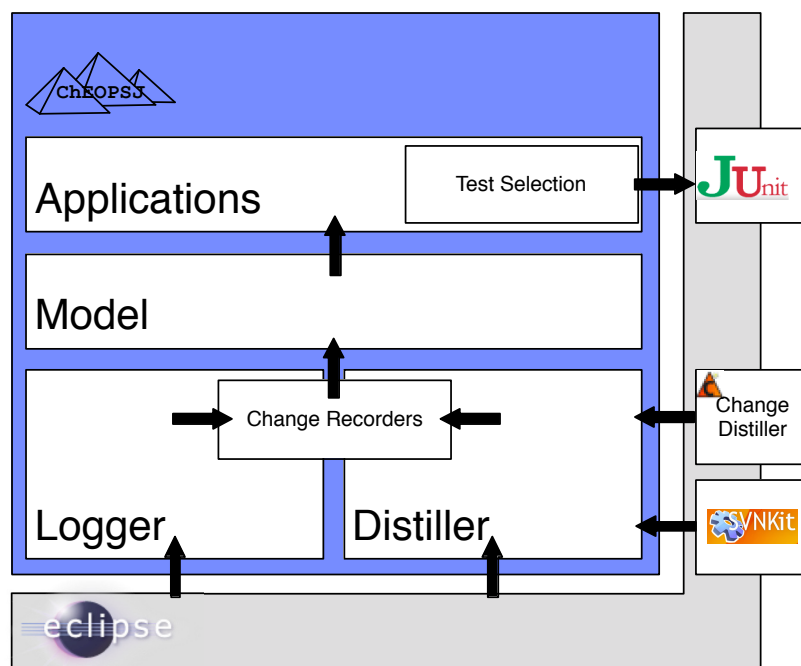 ChEOPSJ
Applications
Test Selection
JUnit
Model
Change Recorders
Change
Distiller
Logger
Distiller
SVNKit
eclipse